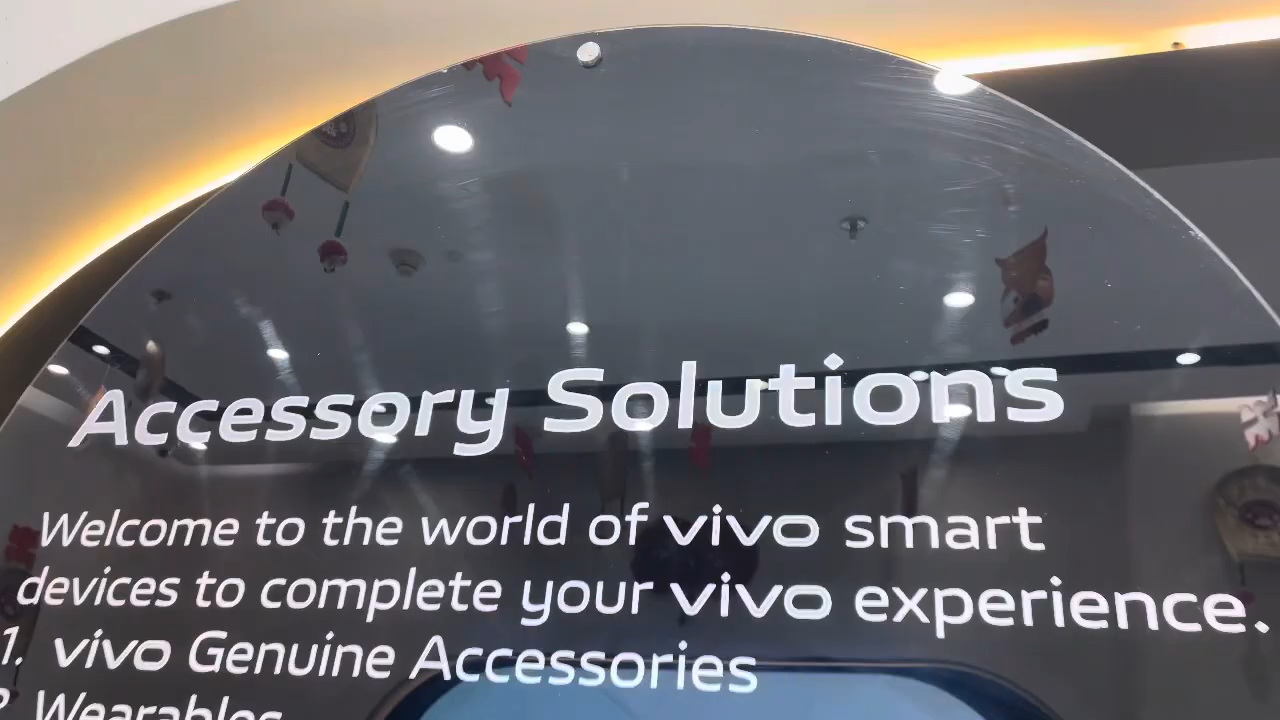 Accessory Solutions
Welcome to the world of vivo smart
devices to complete your vivo experience.
1. vivo Genuine Accessories
2. Wearables